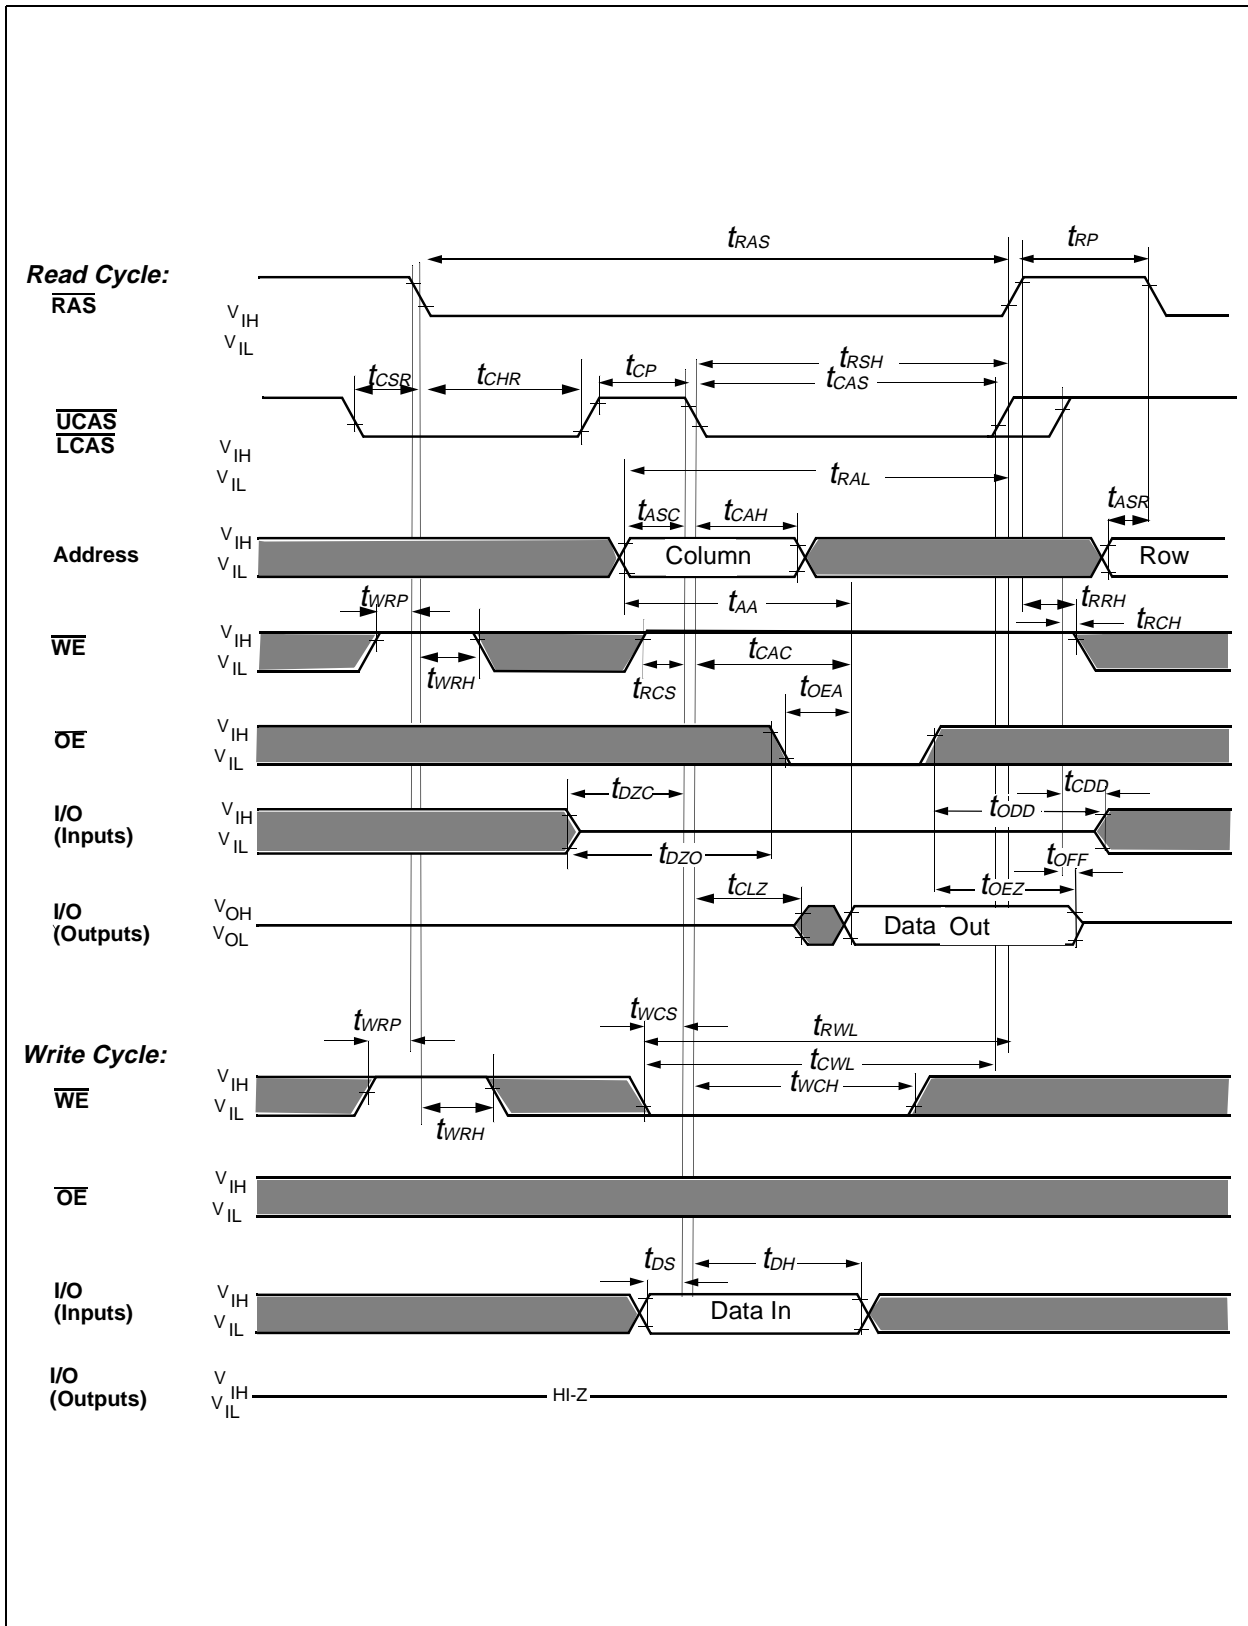 tRAS
tRP
Read Cycle:
RAS
VIH
VIL
tRSH
tCSR
tCHR
tCP
tCAS
UCAS
LCAS
VIH
VIL
tRAL
tASC
tCAH
tASR
Address
VIH
VIL
Column
Row
tWRP
tAA
tRRH
tRCH
WE
VIH
VIL
tWRH
tRCS
tCAC
tOEA
OE
VIH
VIL
tDZC
tCDD
tODD
I/O
(Inputs)
VIH
VIL
tDZO
tOFF
tCLZ
tOEZ
I/O
(Outputs)
VOH
VOL
Data Out
tWCS
tWRP
tRWL
Write Cycle:
tCWL
tWCH
WE
VIH
VIL
tWRH
OE
VIH
VIL
tDS
tDH
I/O
(Inputs)
VIH
VIL
Data In
I/O
(Outputs)
VIH
VIL
HI-Z